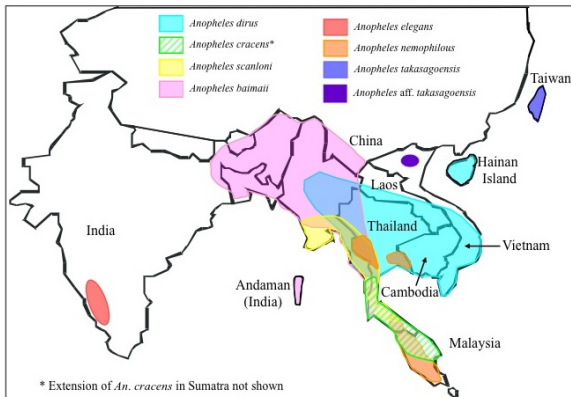 Anopheles dirus
Anopheles cracens*
Anopheles scanloni
Anopheles baimaii
Anopheles elegans
Anopheles nemophilous
Anopheles takasagoensis
Anopheles aff. takasagoensis
Taiwan
China
Hainan
Island
Laos
India
Thailand
Vietnam
Cambodia
Andaman
(India)
Malaysia
* Extension of An. cracens in Sumatra not shown